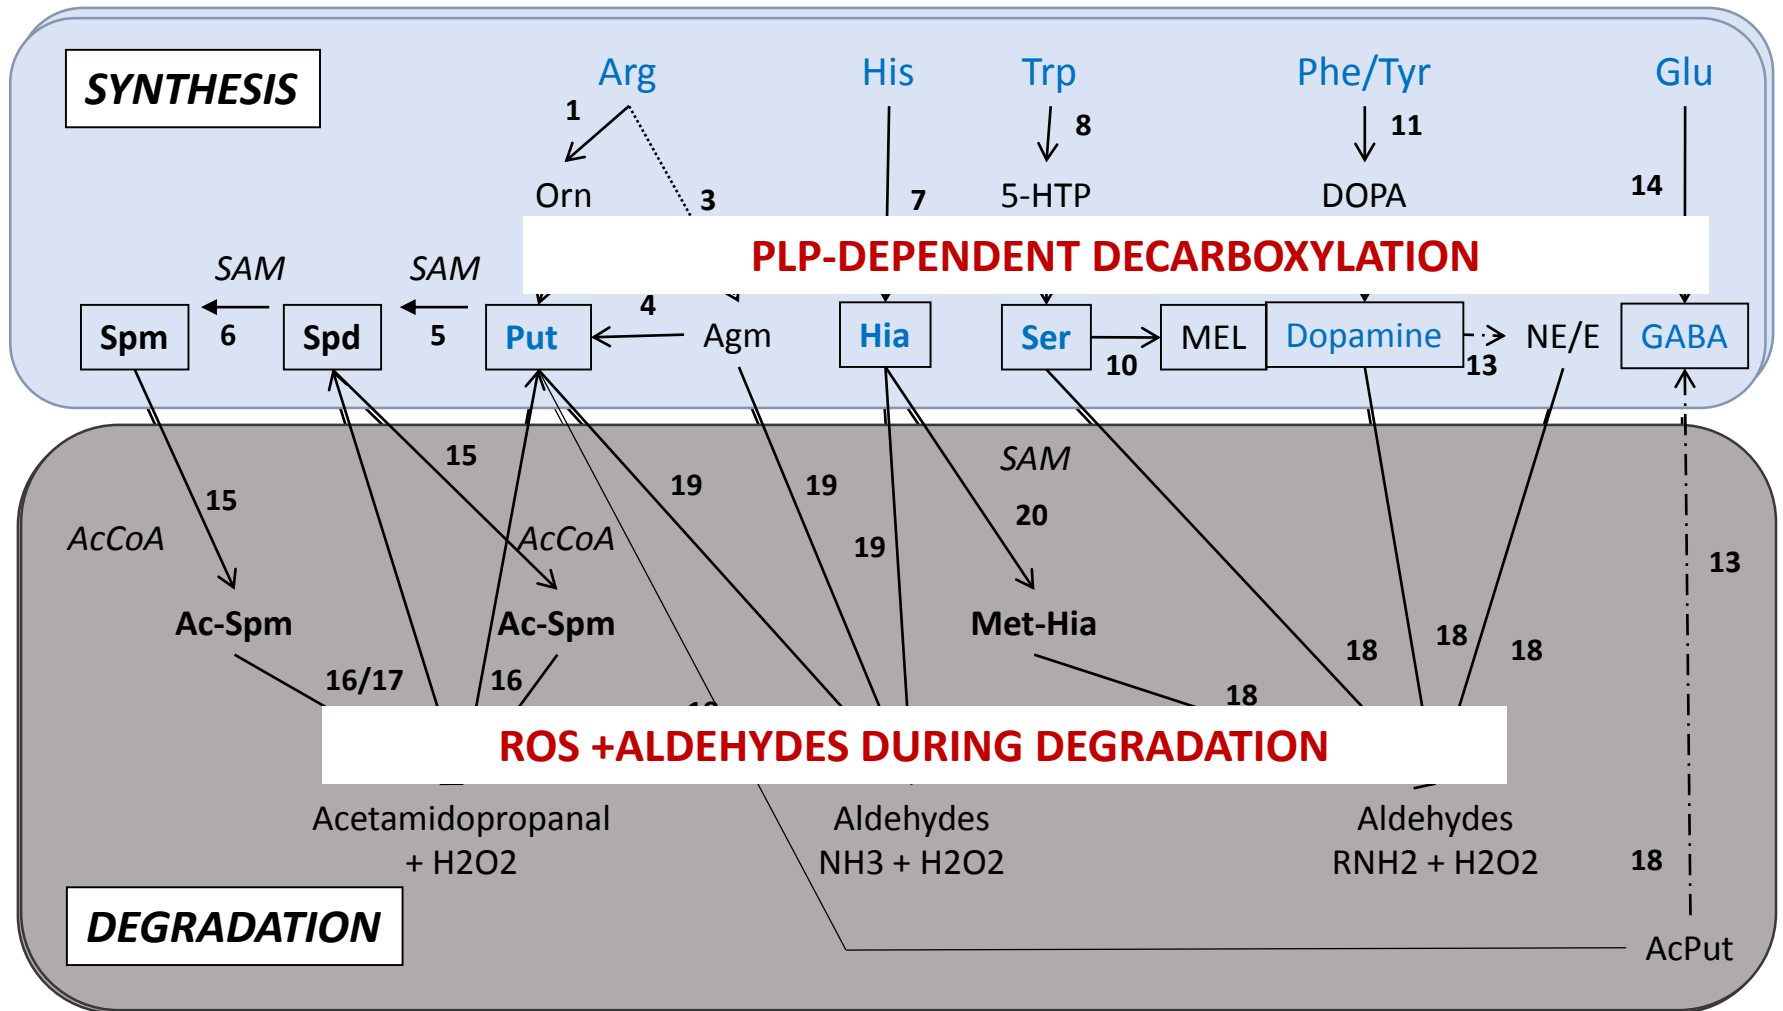 SYNTHESIS
Arg His Trp Phe/Tyr Glu
1 8 11
Orn 3 7 5-HTP DOPA 14
PLP-DEPENDENT DECARBOXYLATION
SAM SAM
4
Spm 6 Spd 5 Put Agm Hia Ser 10 MEL Dopamine 13 NE/E GABA
15 SAM
15 19 19 20
AcCoA AcCoA 19 13
Ac-Spm Ac-Spm Met-Hia 18 18 18
16/17 16 18
ROS +ALDEHYDES DURING DEGRADATION
Acetamidopropanal Aldehydes Aldehydes
+ H2O2 NH3 + H2O2 RNH2 + H2O2 18
DEGRADATION
AcPut